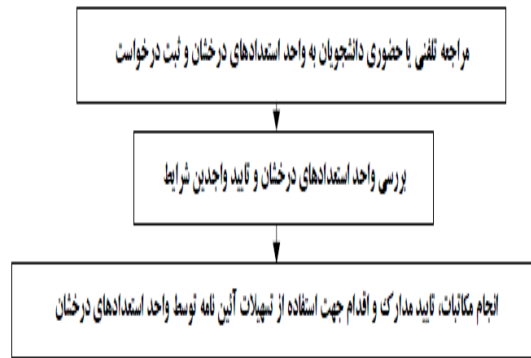 مراجعه تلفنی یا حضوری دانشجویان به واحد استعدادهای درخشان و ثبت درخواست
بررسی واحد استعدادهای درخشان و تایید واجدین شرایط
انجام مکاتبات، تایید مدارک و اقدام جهت استفاده از تسهیلات آئین نامه توسط واحد استعدادهای درخشان